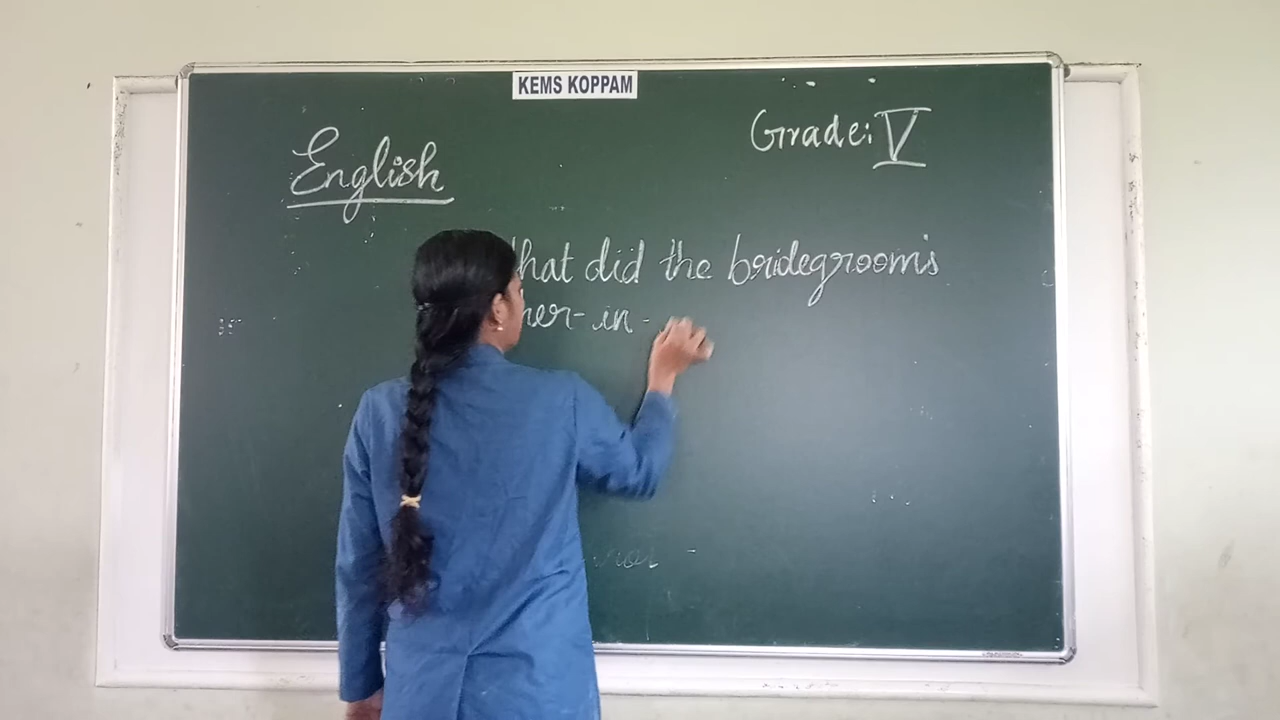 KEMS KOPPAM
English
Grade: V
hat did the bridegroom's
her-in-